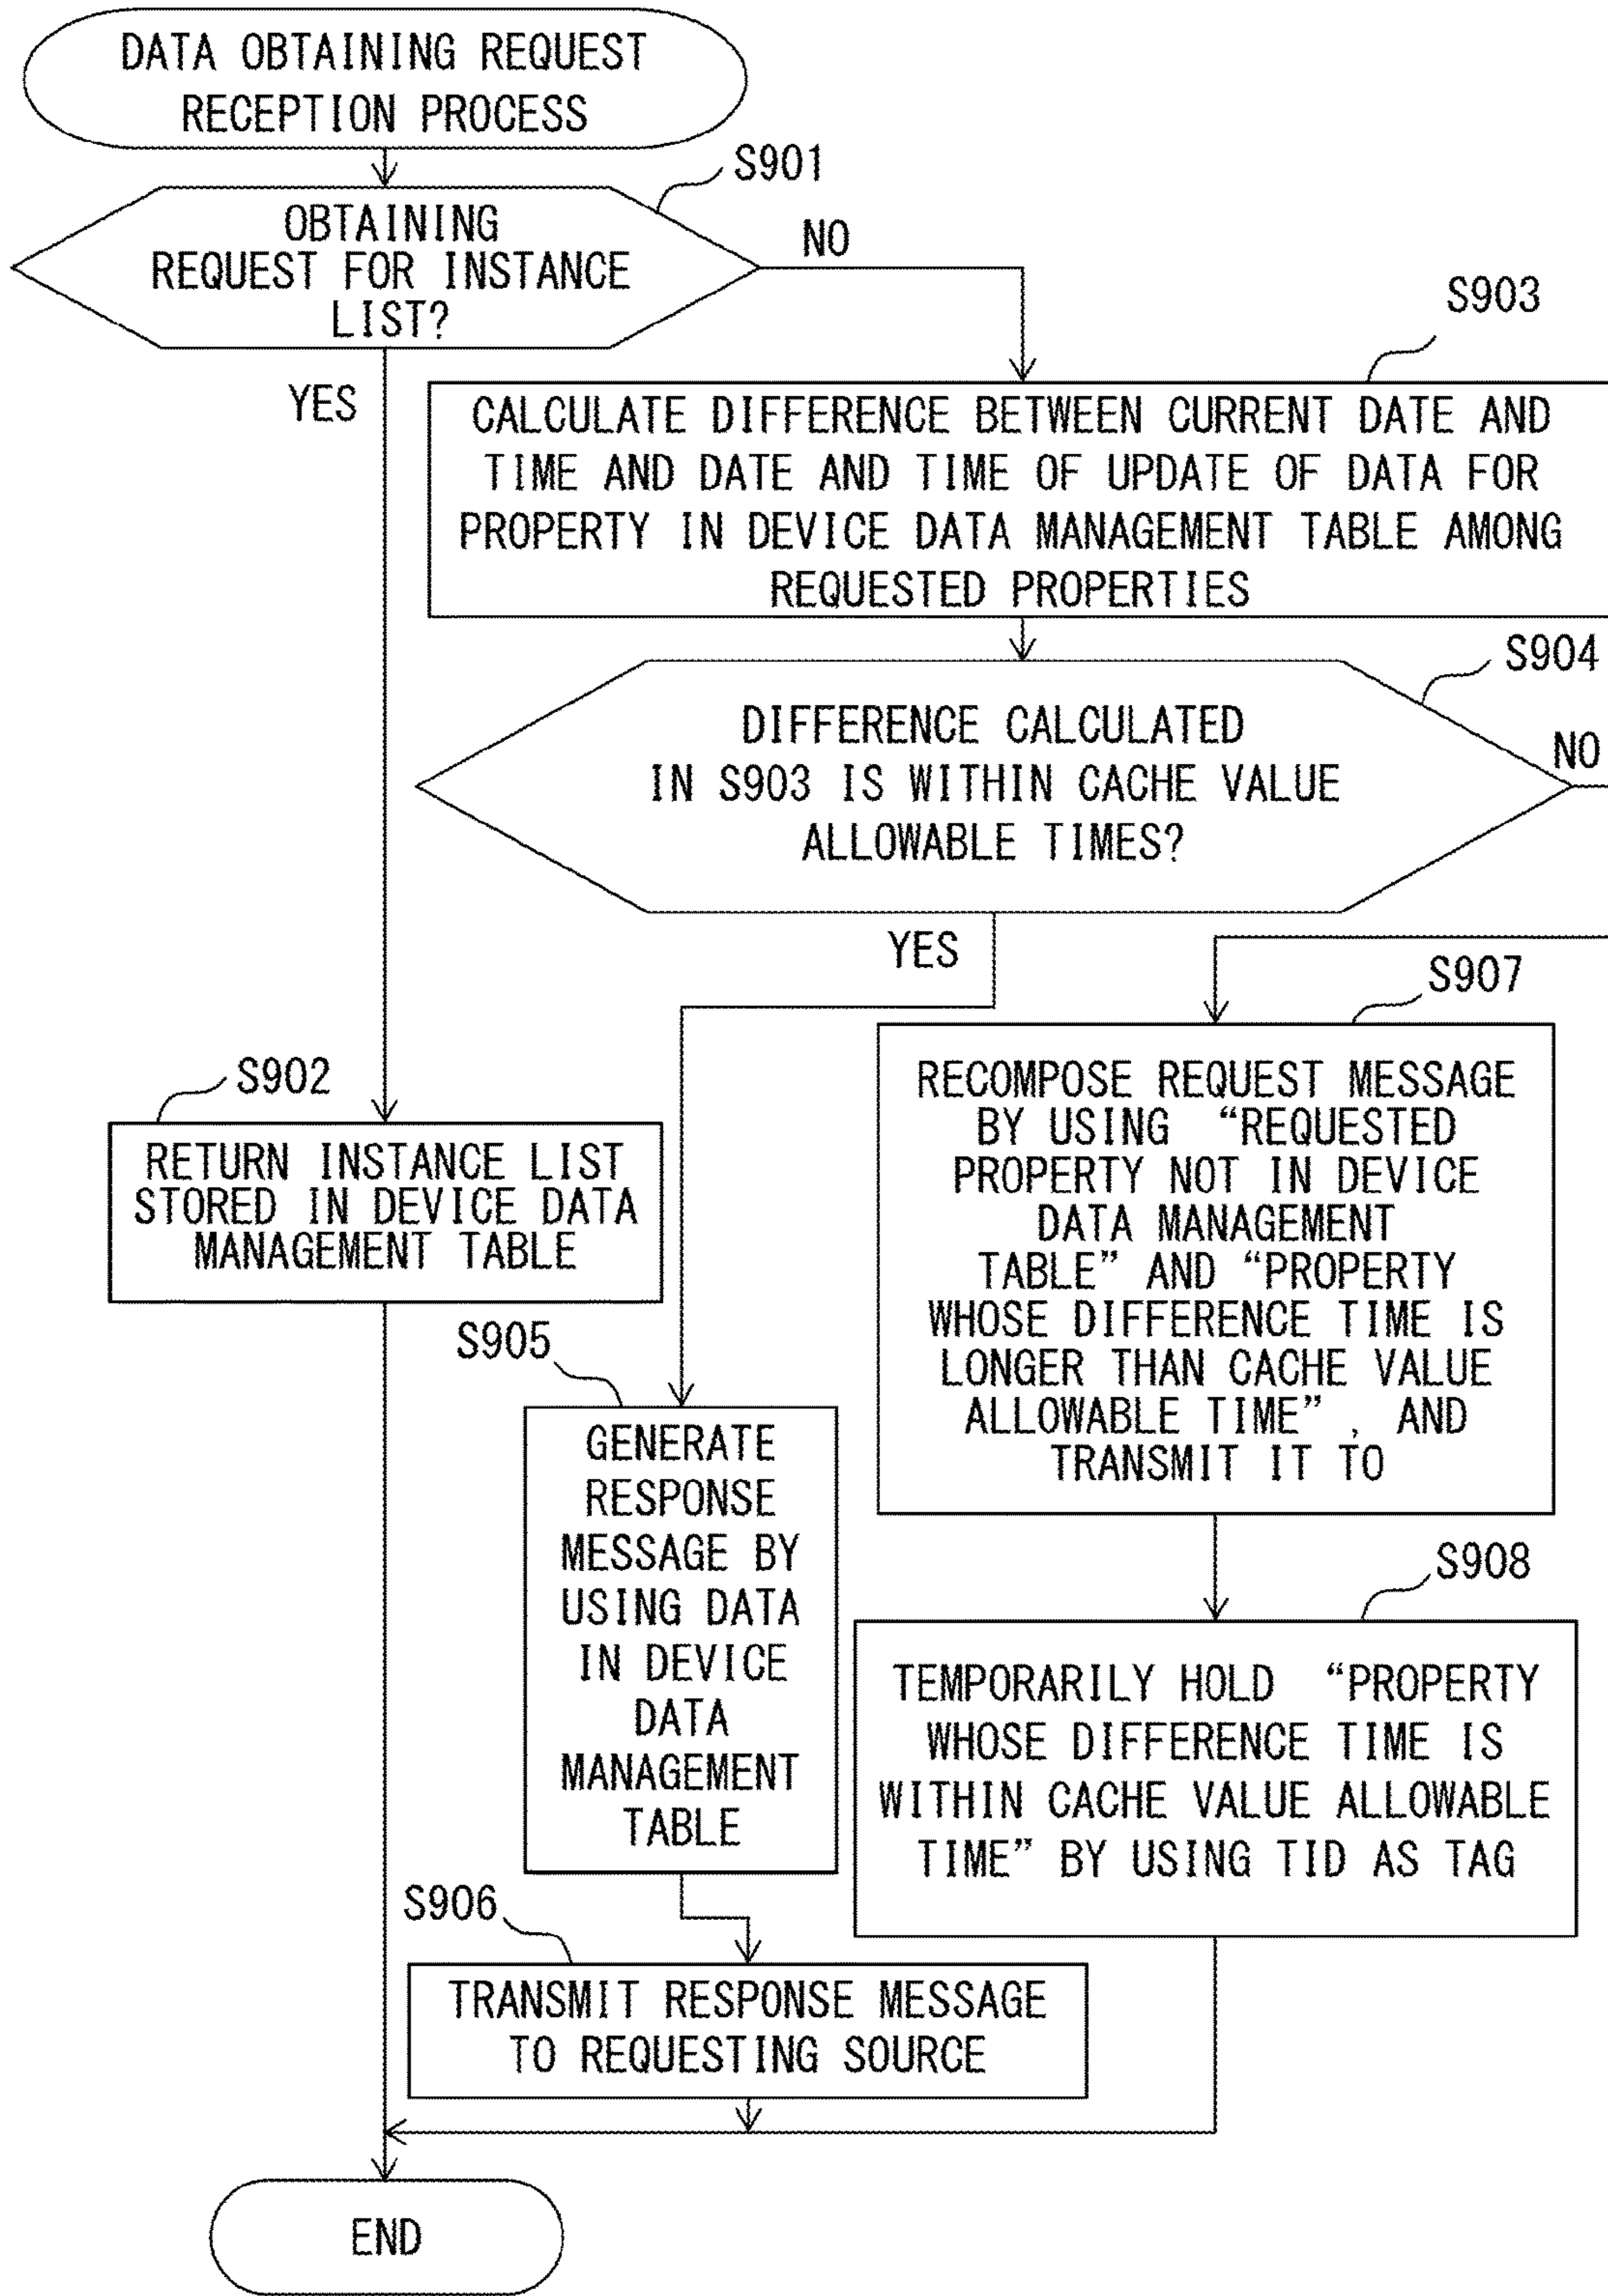 DATA OBTAINING REQUEST
RECEPTION PROCESS
S901
OBTAINING
REQUEST FOR INSTANCE
LIST?
NO
YES
S903
CALCULATE DIFFERENCE BETWEEN CURRENT DATE AND
TIME AND DATE AND TIME OF UPDATE OF DATA FOR
PROPERTY IN DEVICE DATA MANAGEMENT TABLE AMONG
REQUESTED PROPERTIES
S904
DIFFERENCE CALCULATED
IN S903 IS WITHIN CACHE VALUE
ALLOWABLE TIMES?
NO
YES
S902
RETURN INSTANCE LIST
STORED IN DEVICE DATA
MANAGEMENT TABLE
S905
GENERATE
RESPONSE
MESSAGE BY
USING DATA
IN DEVICE
DATA
MANAGEMENT
TABLE
S906
TRANSMIT RESPONSE MESSAGE
TO REQUESTING SOURCE
S907
RECOMPOSE REQUEST MESSAGE
BY USING “REQUESTED
PROPERTY NOT IN DEVICE
DATA MANAGEMENT
TABLE” AND “PROPERTY
WHOSE DIFFERENCE TIME IS
LONGER THAN CACHE VALUE
ALLOWABLE TIME”, AND
TRANSMIT IT TO
S908
TEMPORARILY HOLD “PROPERTY
WHOSE DIFFERENCE TIME IS
WITHIN CACHE VALUE ALLOWABLE
TIME” BY USING TID AS TAG
END